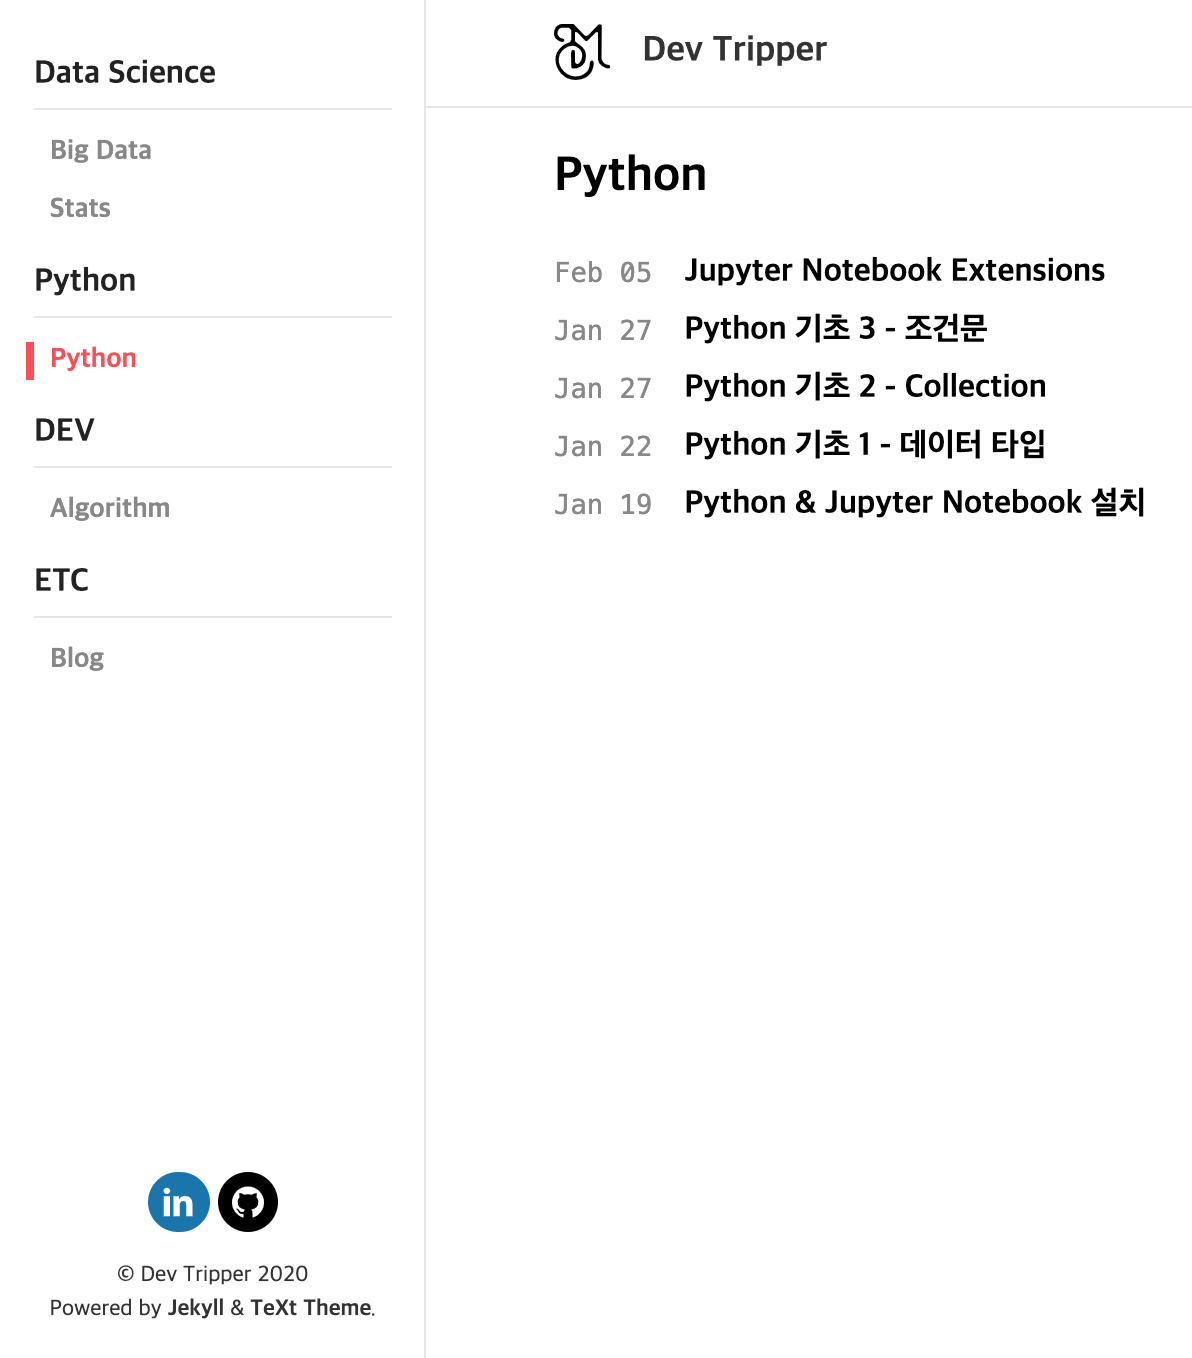 Data Science
Big Data
Stats
Python
Python
DEV
Algorithm
ETC
Blog
in
© Dev Tripper 2020
Powered by Jekyll & TeXt Theme.
Dev Tripper
Python
Feb 05 Jupyter Notebook Extensions
Jan 27 Python 기초 3 - 조건문
Jan 27 Python 기초 2 - Collection
Jan 22 Python 기초 1 - 데이터 타입
Jan 19 Python & Jupyter Notebook 설치